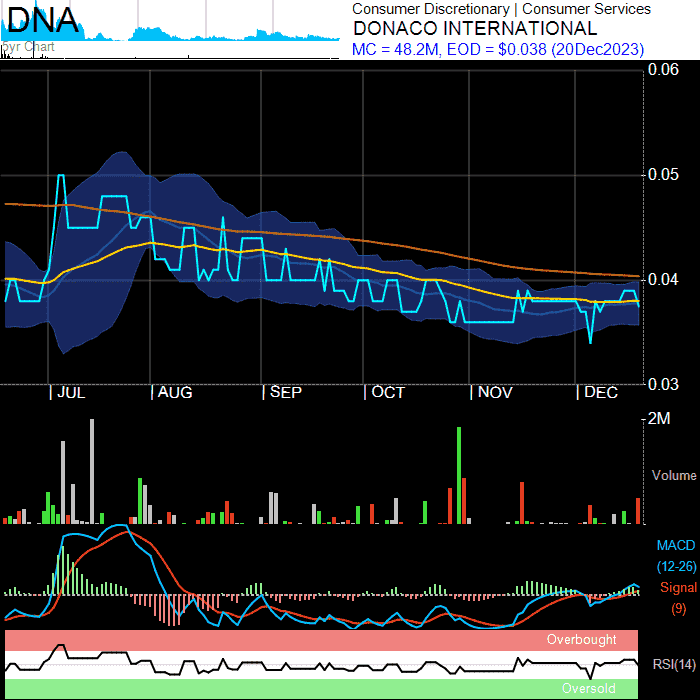 DNA
5yr Chart
Consumer Discretionary | Consumer Services
DONACO INTERNATIONAL
MC = 48.2M, EOD = $0.038 (20Dec2023)
0.06
0.05
0.04
0.03
JUL
AUG
SEP
OCT
NOV
DEC
2M
Volume
MACD
(12-26)
Signal
(9)
Overbought
RSI(14)
Oversold